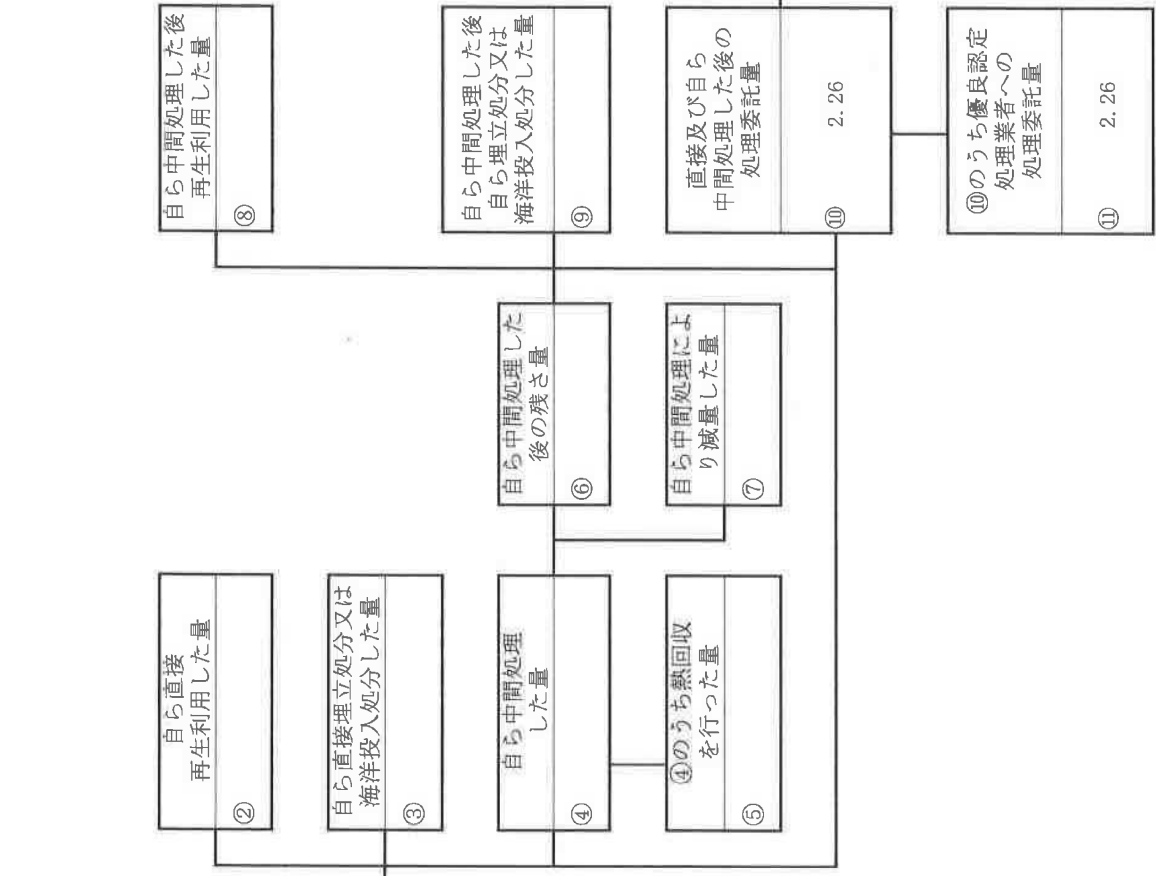 自ら直接
再生利用した量
②
自ら直接埋立処分又は
海洋投入処分した量
③
自ら中間処理
した量
④
④のうち熱回収
を行った量
⑤
自ら中間処理した
後の残さ量
⑥
自ら中間処理によ
り減量した量
⑦
自ら中間処理した後
再生利用した量
⑧
自ら中間処理した後
自ら埋立処分又は
海洋投入処分した量
⑨
直接及び自ら
中間処理した後の
処理委託量
⑩
2.26
⑩のうち優良認定
処理業者への
処理委託量
⑪
2.26